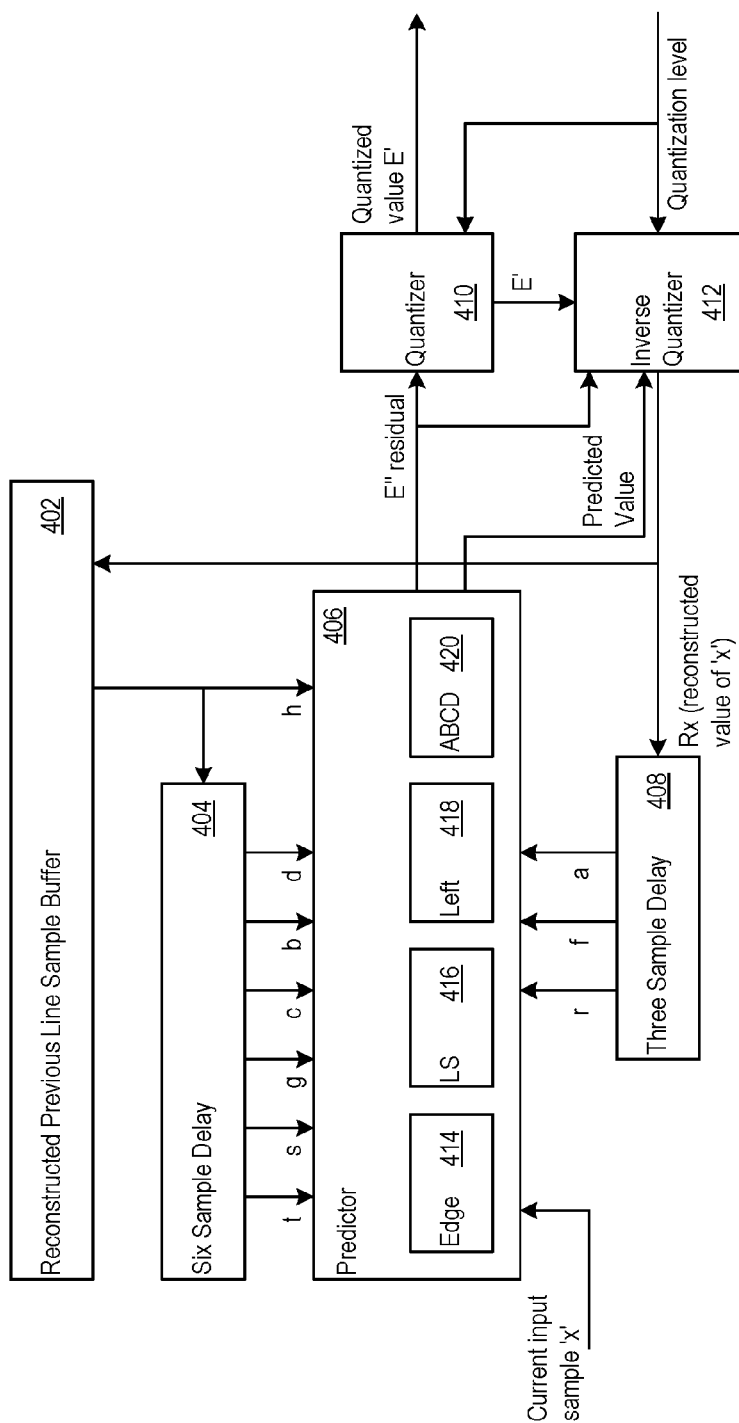 Reconstructed Previous Line Sample Buffer
402
Six Sample Delay
404
t
s
g
c
b
d
h
Predictor
406
Edge
414
LS
416
Left
418
ABCD
420
Current input
sample 'x'
r
f
a
Three Sample Delay
408
Rx (reconstructed
value of 'x')
E" residual
Predicted
Value
Quantizer
410
Quantized
value E'
E'
Inverse
Quantizer
412
Quantization level